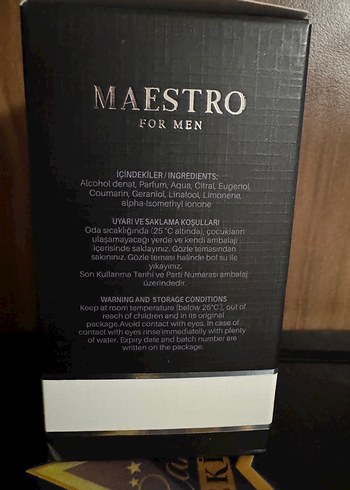 MAESTRO
FOR MEN
İÇİNDEKİLER / INGREDIENTS:
Alcohol denat, Parfum, Aqua, Citral, Eugenol,
Coumarin, Geraniol, Linalool, Limonene,
alpha-Isomethyl Ionone
UYARI VE SAKLAMA KOŞULLARI
Oda sıcaklığında (25 °C altında), çocukların
ulaşamayacağı yerde ve kendi ambalajı
içerisinde saklayınız. Gözle temasından
sakınınız. Gözle teması halinde bol su ile
yıkayınız.
Son Kullanma Tarihi ve Parti Numarası ambalaj
üzerindedir.
WARNING AND STORAGE CONDITIONS
Keep at room temperature (below 25°C), out of
reach of children and in its original
package.Avoid contact with eyes. In case of
contact with eyes rinse immediatelly with plenty
of water. Expiry date and batch number are
written on the package.